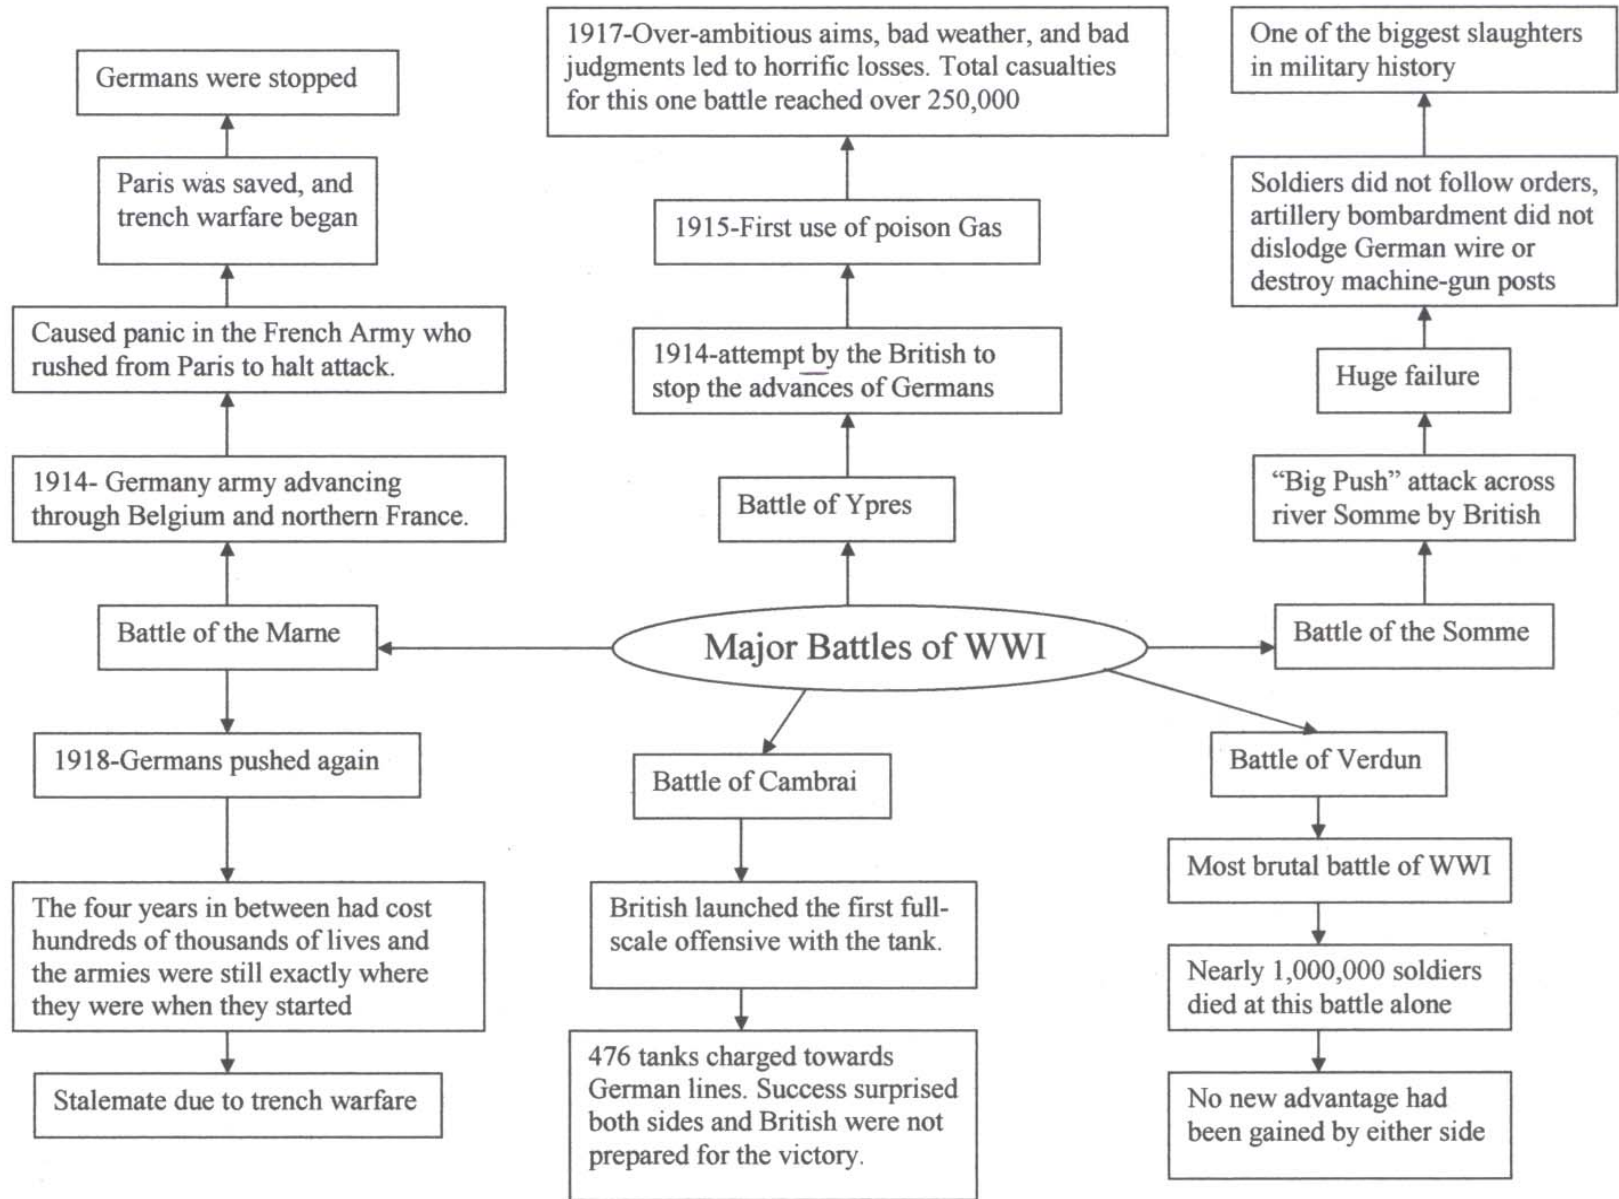 Major Battles of WWI
Battle of the Marne
1914- Germany army advancing
through Belgium and northern France.
Caused panic in the French Army who
rushed from Paris to halt attack.
Paris was saved, and
trench warfare began
Germans were stopped
1918-Germans pushed again
The four years in between had cost
hundreds of thousands of lives and
the armies were still exactly where
they were when they started
Stalemate due to trench warfare
Battle of Ypres
1914-attempt by the British to
stop the advances of Germans
1915-First use of poison Gas
1917-Over-ambitious aims, bad weather, and bad
judgments led to horrific losses. Total casualties
for this one battle reached over 250,000
Battle of the Somme
“Big Push” attack across
river Somme by British
Huge failure
Soldiers did not follow orders,
artillery bombardment did not
dislodge German wire or
destroy machine-gun posts
One of the biggest slaughters
in military history
Battle of Cambrai
British launched the first full-
scale offensive with the tank.
476 tanks charged towards
German lines. Success surprised
both sides and British were not
prepared for the victory.
Battle of Verdun
Most brutal battle of WWI
Nearly 1,000,000 soldiers
died at this battle alone
No new advantage had
been gained by either side